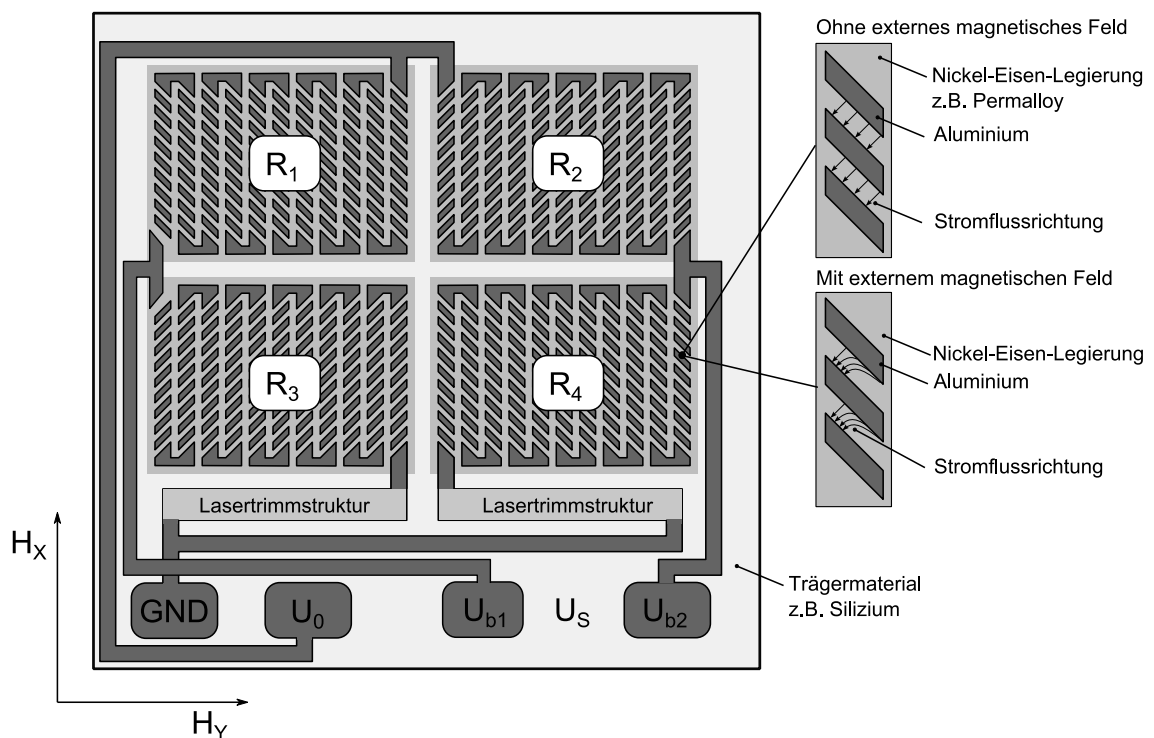 Ohne externes magnetisches Feld
Nickel-Eisen-Legierung
z.B. Permalloy
Aluminium
Stromflussrichtung
R1
R2
Mit externem magnetischen Feld
Nickel-Eisen-Legierung
Aluminium
Stromflussrichtung
R3
R4
Lasertrimmstruktur
Lasertrimmstruktur
HX
Trägermaterial
z.B. Silizium
GND
U0
Ub1
US
Ub2
HY